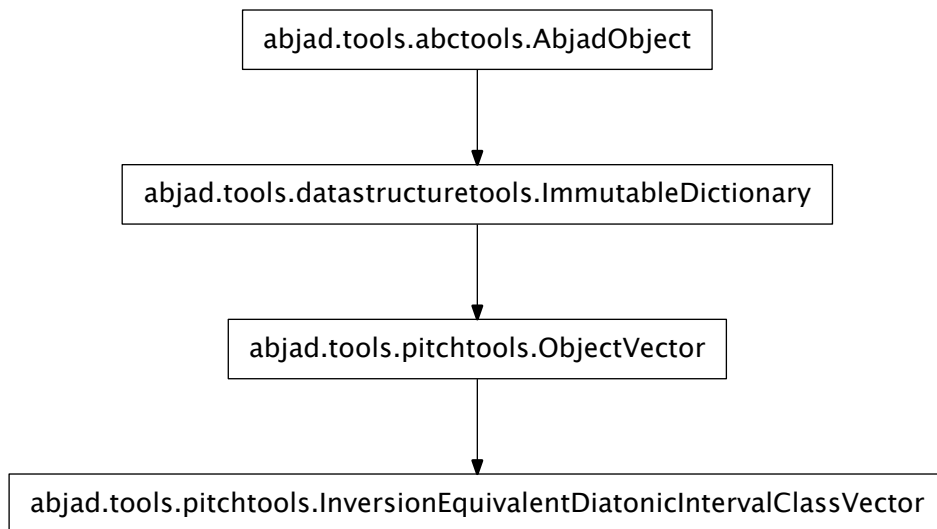 abjad.tools.abctools.AbjadObject
abjad.tools.datastructuretools.ImmutableDictionary
abjad.tools.pitchtools.ObjectVector
abjad.tools.pitchtools.InversionEquivalentDiatonicIntervalClassVector